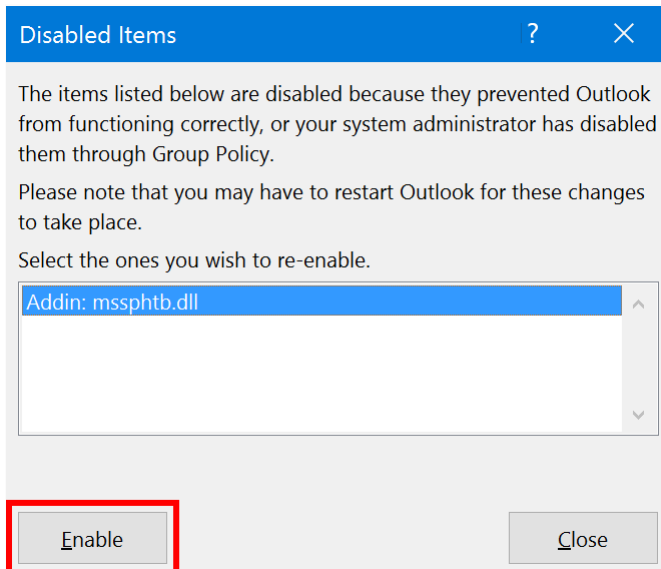 Disabled Items ?
The items listed below are disabled because they prevented Outlook
from functioning correctly, or your system administrator has disabled
them through Group Policy.
Please note that you may have to restart Outlook for these changes
to take place.
Select the ones you wish to re-enable.
Addin: mssphtb.dll
Enable Close